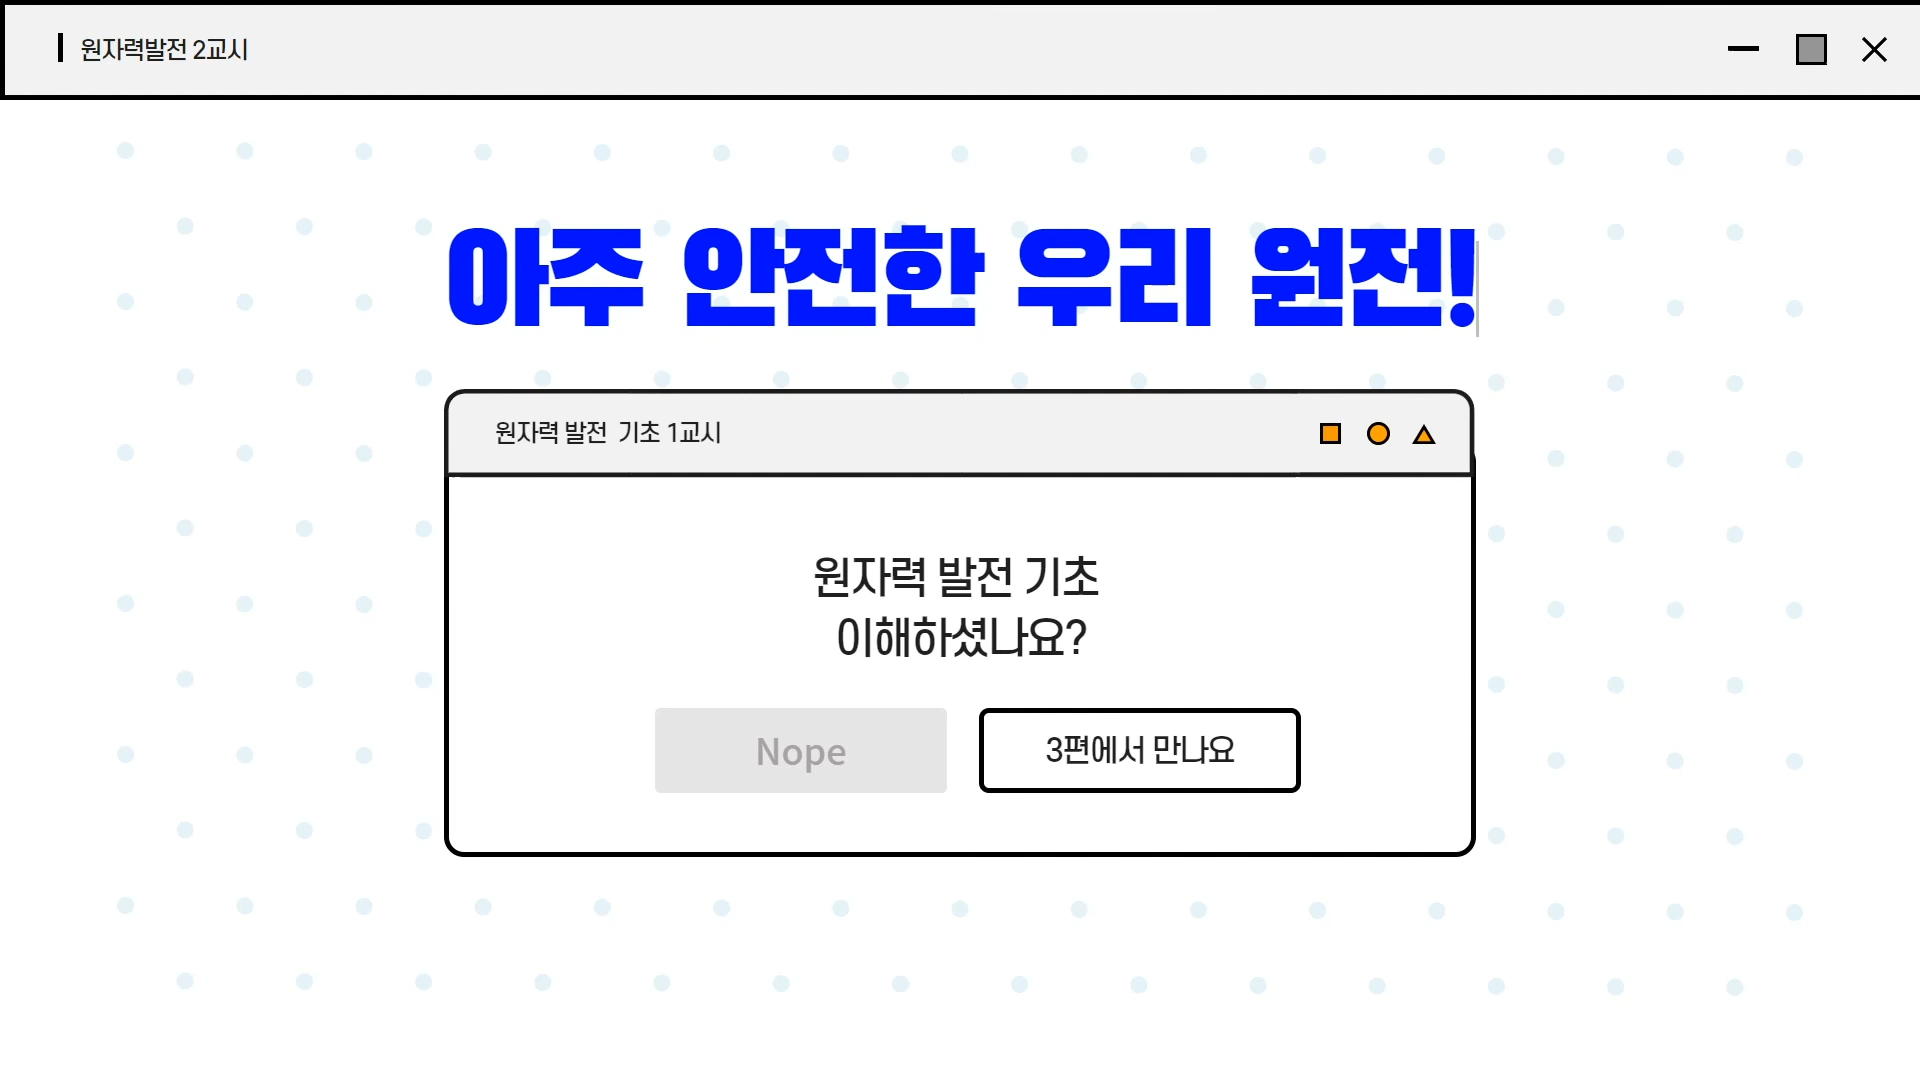 원자력발전 2교시
아주 안전한 우리 원전!
원자력 발전 기초 1교시
원자력 발전 기초
이해하셨나요?
Nope
3편에서 만나요